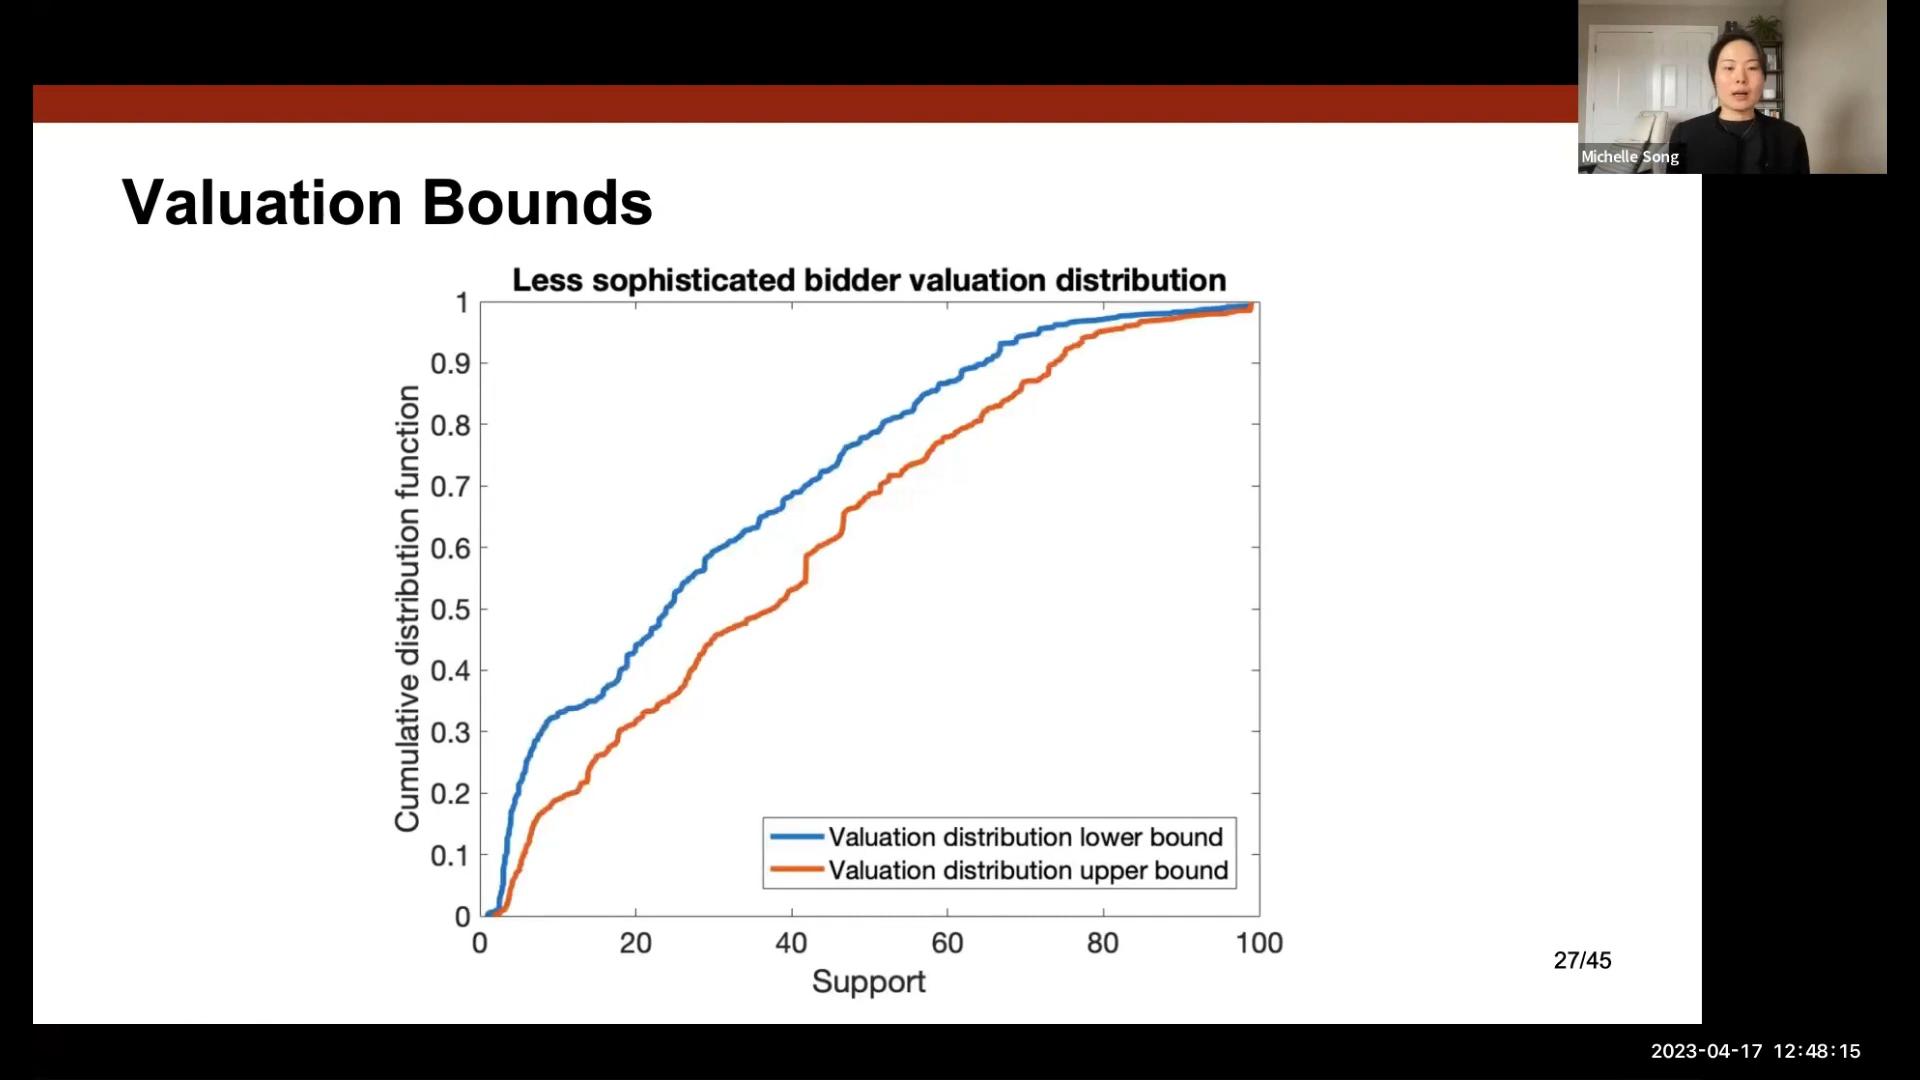 Michelle Song
Valuation Bounds
Less sophisticated bidder valuation distribution
Cumulative distribution function
1
0.9
0.8
0.7
0.6
0.5
0.4
0.3
0.2
0.1
0
Valuation distribution lower bound
Valuation distribution upper bound
0 20 40 60 80 100
Support
27/45
2023-04-17 12:48:15